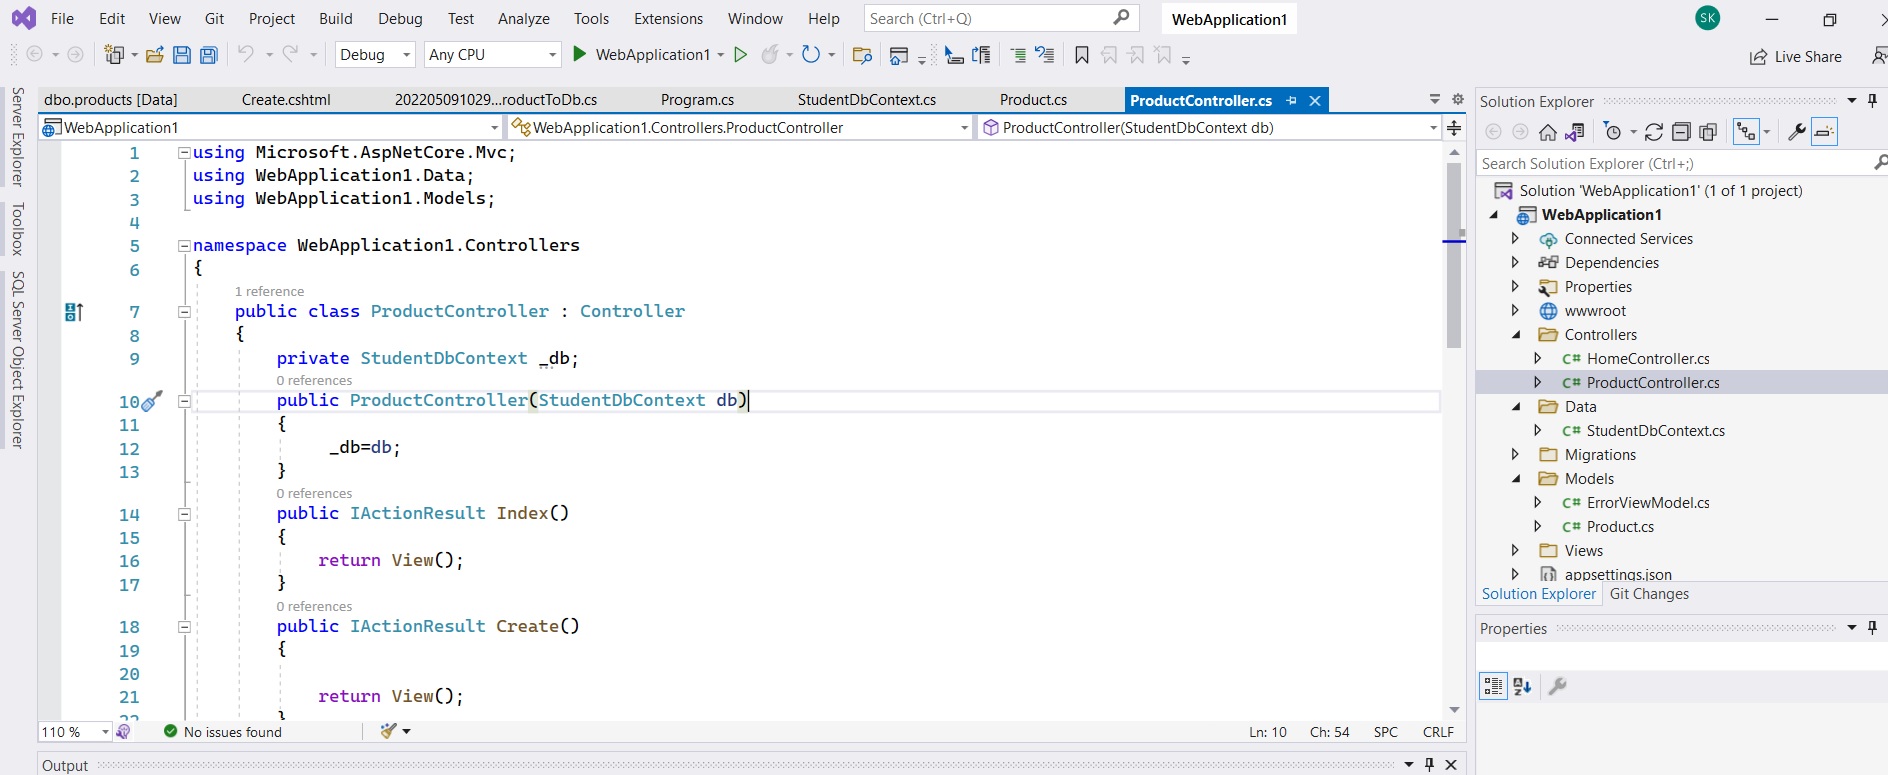 File Edit View Git Project Build Debug Test Analyze Tools Extensions Window Help Search (Ctrl+Q) WebApplication1 SK
Debug Any CPU WebApplication1 Live Share
Server Explorer
Toolbox
SQL Server Object Explorer
dbo.products [Data] Create.cshtml 202205091029...roductToDb.cs Program.cs StudentDbContext.cs Product.cs ProductController.cs
WebApplication1 WebApplication1.Controllers.ProductController ProductController(StudentDbContext db)
1 using Microsoft.AspNetCore.Mvc;
2 using WebApplication1.Data;
3 using WebApplication1.Models;
4
5 namespace WebApplication1.Controllers
6 {
1 reference
7 public class ProductController : Controller
8 {
9 private StudentDbContext _db;
0 references
10 public ProductController(StudentDbContext db)
11 {
12 _db=db;
13 }
0 references
14 public IActionResult Index()
15 {
16 return View();
17 }
0 references
18 public IActionResult Create()
19 {
20
21 return View();
22 }
110 % No issues found Ln: 10 Ch: 54 SPC CRLF
Output
Solution Explorer
Search Solution Explorer (Ctrl+;)
Solution 'WebApplication1' (1 of 1 project)
WebApplication1
Connected Services
Dependencies
Properties
wwwroot
Controllers
C# HomeController.cs
C# ProductController.cs
Data
C# StudentDbContext.cs
Migrations
Models
C# ErrorViewModel.cs
C# Product.cs
Views
appsettings.json
Solution Explorer Git Changes
Properties